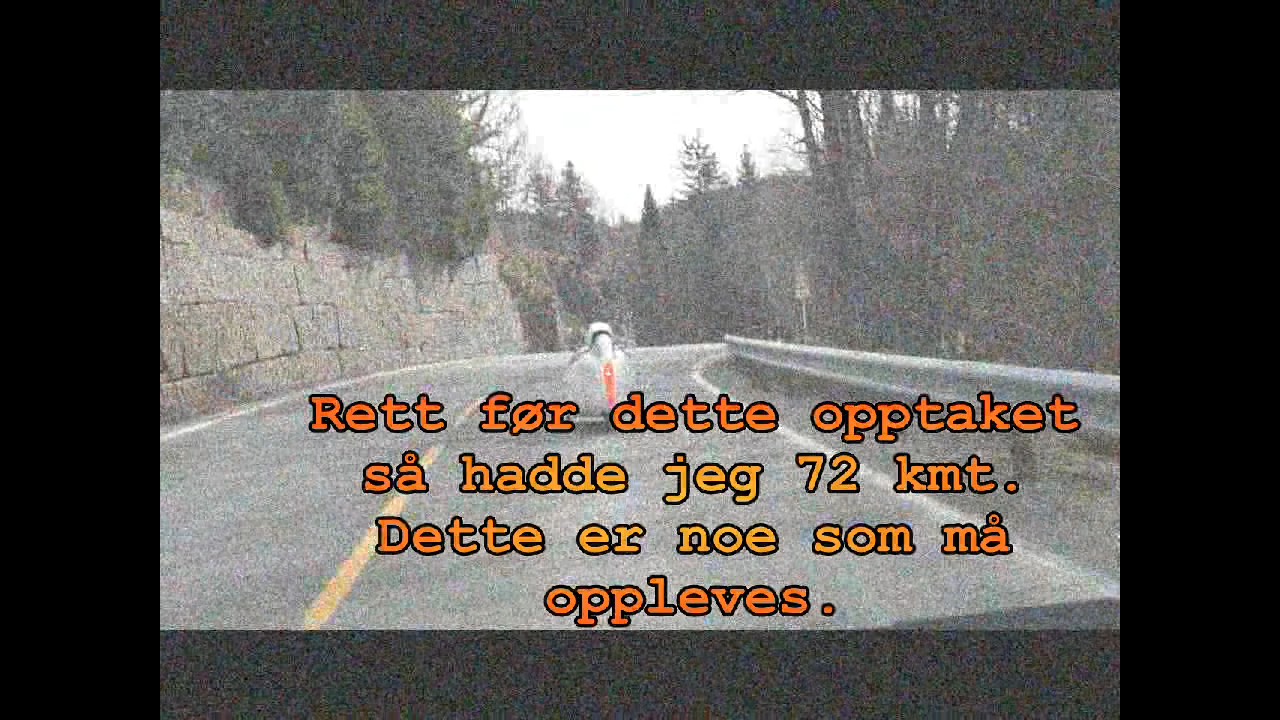 Rett før dette opptaket
så hadde jeg 72 kmt.
Dette er noe som må
oppleves.